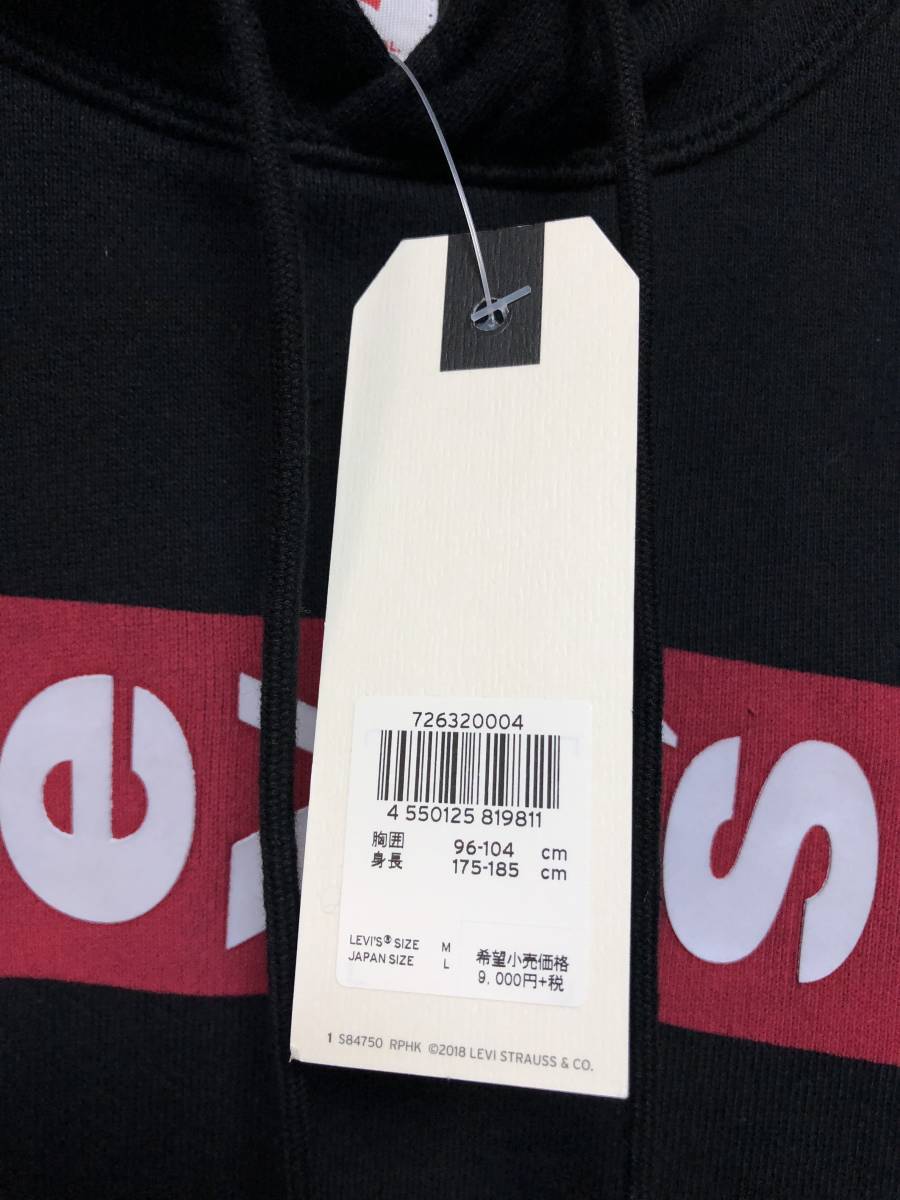 726320004
4 550125 819811
胸囲 96-104 cm
身長 175-185 cm
LEVI'S® SIZE M
JAPAN SIZE L
希望小売価格
9,000円+税
1 S84750 RPHK ©2018 LEVI STRAUSS & CO.
e
's